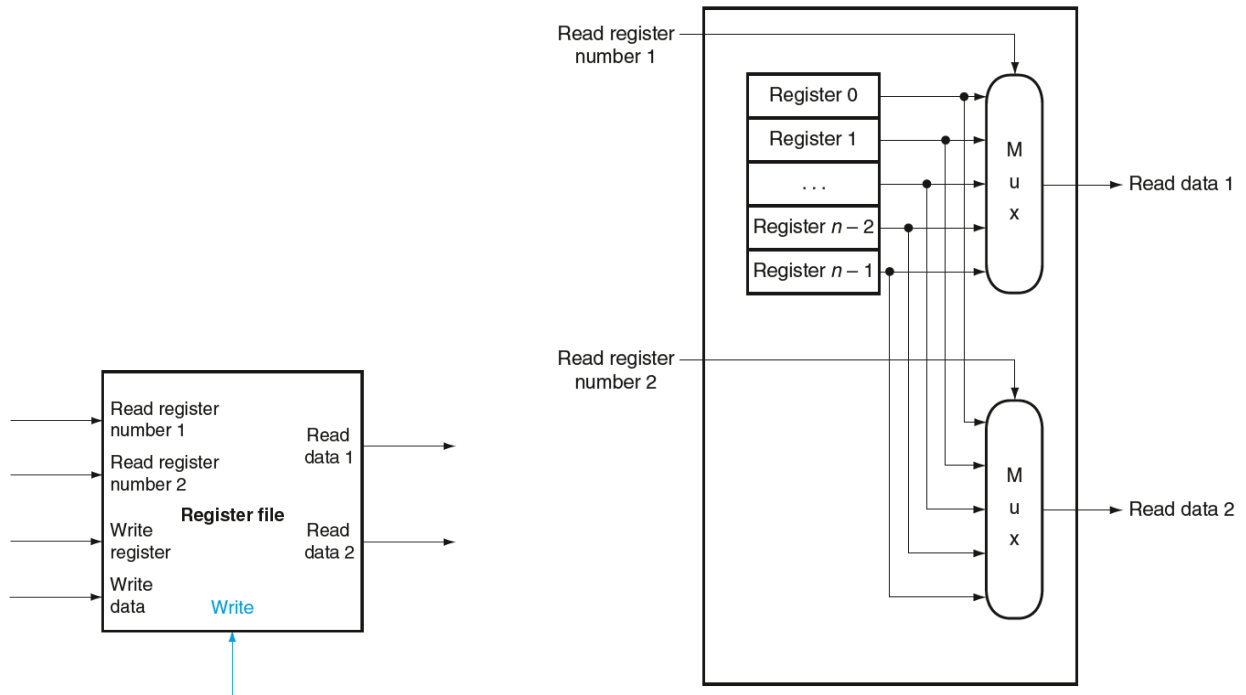 Read register
number 1
Read register
number 2
Write
register
Write
data
Register file
Read
data 1
Read
data 2
Write
Read register
number 1
Register 0
Register 1
. . .
Register n – 2
Register n – 1
M
u
x
Read data 1
Read register
number 2
M
u
x
Read data 2